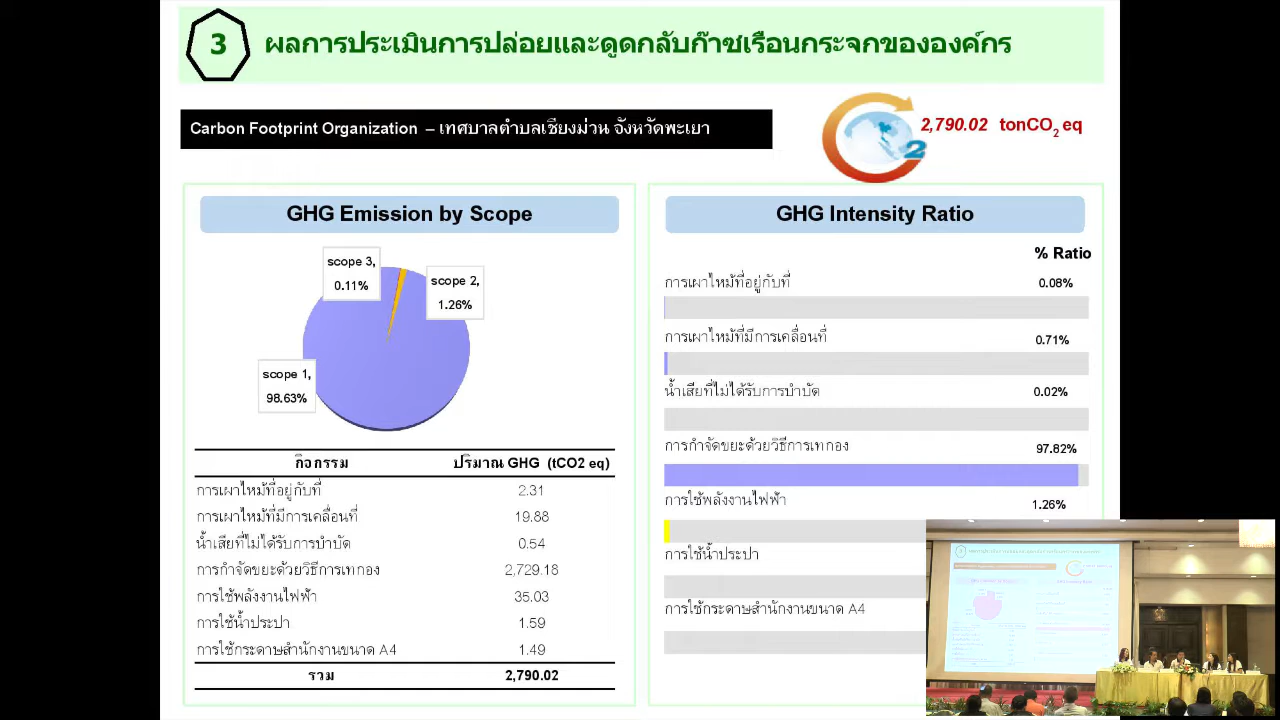 3
ผลการประเมินการปล่อยและดูดกลับก๊าซเรือนกระจกขององค์กร
Carbon Footprint Organization – เทศบาลตำบลเชียงม่วน จังหวัดพะเยา
2,790.02 tonCO2 eq
GHG Emission by Scope
scope 3,
0.11%
scope 2,
1.26%
scope 1,
98.63%
กิจกรรม ปริมาณ GHG (tCO2 eq)
การเผาไหม้ที่อยู่กับที่ 2.31
การเผาไหม้ที่มีการเคลื่อนที่ 19.88
น้ำเสียที่ไม่ได้รับการบำบัด 0.54
การกำจัดขยะด้วยวิธีการเทกอง 2,729.18
การใช้พลังงานไฟฟ้า 35.03
การใช้น้ำประปา 1.59
การใช้กระดาษสำนักงานขนาด A4 1.49
รวม 2,790.02
GHG Intensity Ratio
% Ratio
การเผาไหม้ที่อยู่กับที่ 0.08%
การเผาไหม้ที่มีการเคลื่อนที่ 0.71%
น้ำเสียที่ไม่ได้รับการบำบัด 0.02%
การกำจัดขยะด้วยวิธีการเทกอง 97.82%
การใช้พลังงานไฟฟ้า 1.26%
การใช้น้ำประปา
การใช้กระดาษสำนักงานขนาด A4